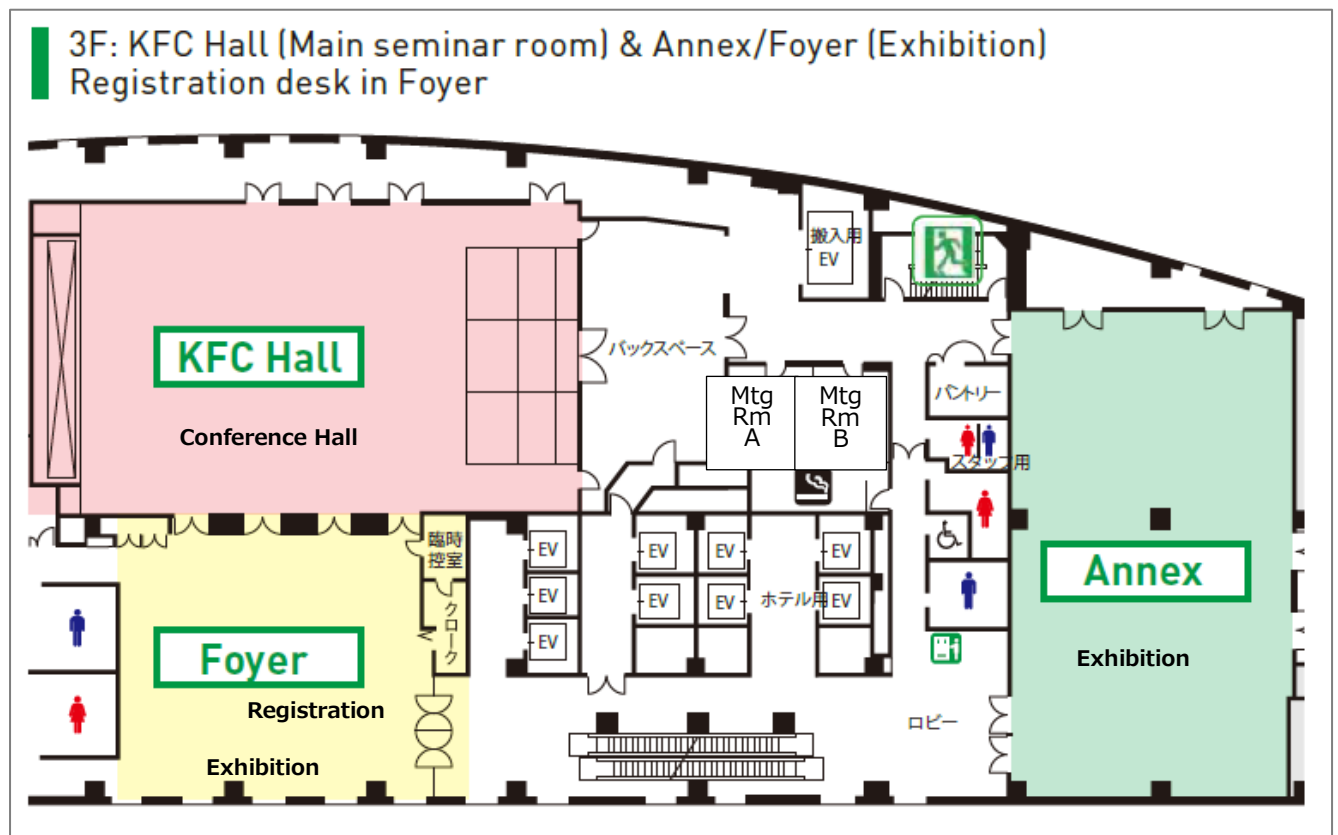 3F: KFC Hall (Main seminar room) & Annex/Foyer (Exhibition)
Registration desk in Foyer
搬入用
EV
KFC Hall
Conference Hall
バックスペース
Mtg
Rm
A
Mtg
Rm
B
パントリー
スタッフ用
臨時
控室
クローク
EV
EV
EV
EV
EV
EV
EV
EV
EV
ホテル用
Annex
Exhibition
Foyer
Registration
Exhibition
ロビー